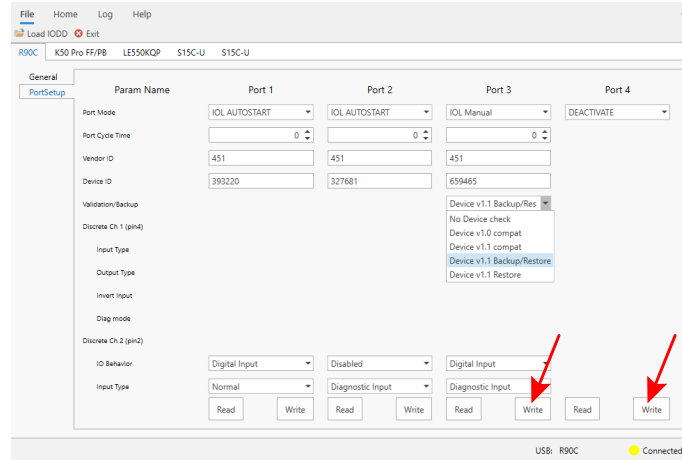 File Home Log Help
Load IODD Exit
R90C K50 Pro FF/PB LE550KQP S15C-U S15C-U
General
PortSetup
Param Name Port 1 Port 2 Port 3 Port 4
Port Mode IOL AUTOSTART IOL AUTOSTART IOL Manual DEACTIVATE
Port Cycle Time 0 0 0
Vendor ID 451 451 451
Device ID 393220 327681 659465
Validation/Backup Device v1.1 Backup/Res
No Device check
Discrete Ch 1 (pin4) Device v1.0 compat
Input Type Device v1.1 compat
Device v1.1 Backup/Restore
Output Type Device v1.1 Restore
Invert Input
Diag mode
Discrete Ch 2 (pin2)
IO Behavior Digital Input Disabled Digital Input
Input Type Normal Diagnostic Input Diagnostic Input
Read Write Read Write Read Write Read Write
USB: R90C Connected